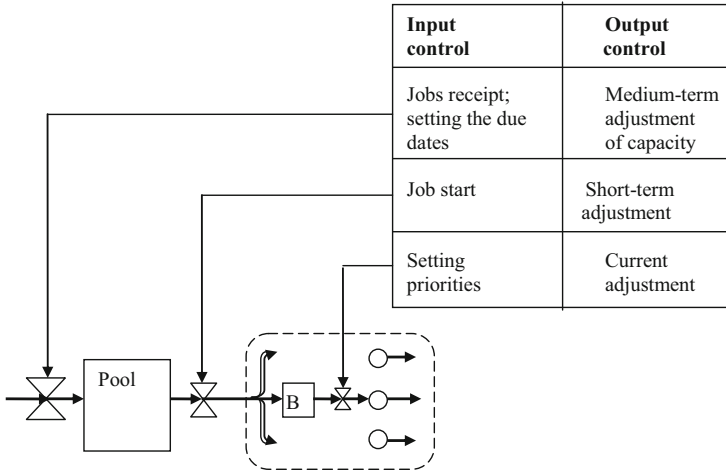 Input
control
Output
control
Jobs receipt;
setting the due
dates
Medium-term
adjustment
of capacity
Job start
Short-term
adjustment
Setting
priorities
Current
adjustment
Pool
B